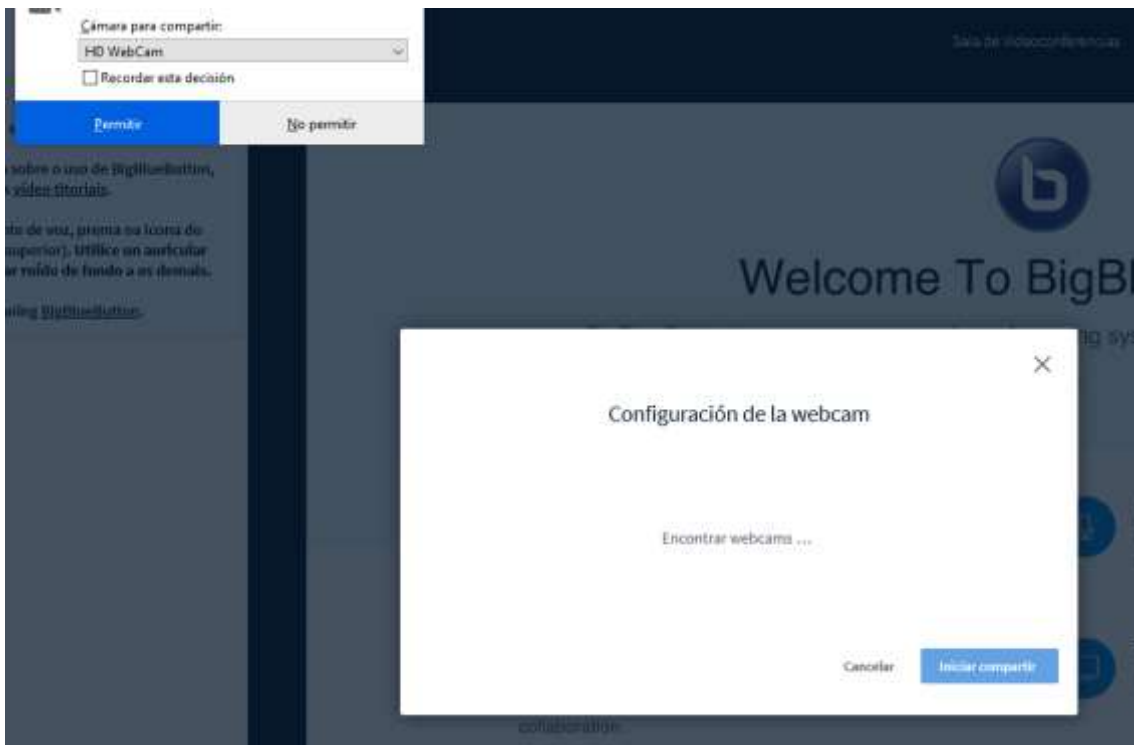 Cámara para compartir:
HD WebCam
Recordar esta decisión
Permitir
No permitir
Sala de videoconferencias
sobre o uso de BigBlueButton,
vídeo titoriais.
de voz, prema na icona do
superior). Utilice un auricular
ruído de fondo a os demais.
BigBlueButton.
b
Welcome To BigBl
ng sys
Configuración de la webcam
Encontrar webcams ...
Cancelar
Iniciar compartir
collaboration.